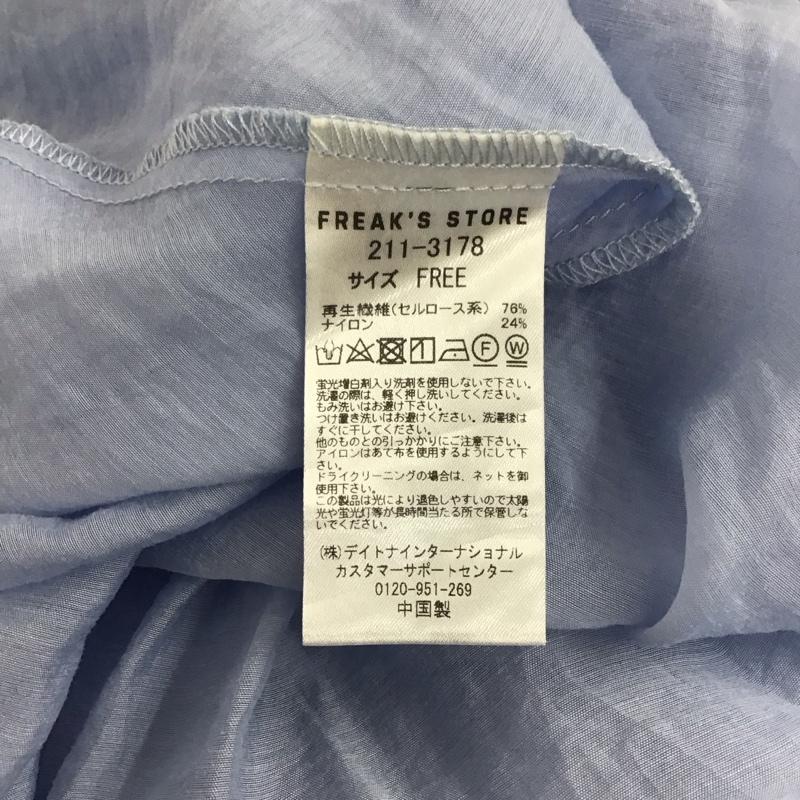 FREAK'S STORE
211-3178
サイズ FREE
再生繊維(セルロース系) 76%
ナイロン 24%
F W
蛍光増白剤入り洗剤を使用しないで下さい。
洗濯の際は、軽く押し洗いしてください。
もみ洗いはお避け下さい。
つけ置き洗いはお避けください。洗濯後は
すぐに干してください。
他のものとの引っかかりにご注意下さい。
アイロンはあて布を使用するようにして下
さい。
ドライクリーニングの場合は、ネットを御
使用下さい。
この製品は光により退色しやすいので太陽
光や蛍光灯等が長時間当たる所で保管しな
いでください。
(株)デイトナインターナショナル
カスタマーサポートセンター
0120-951-269
中国製